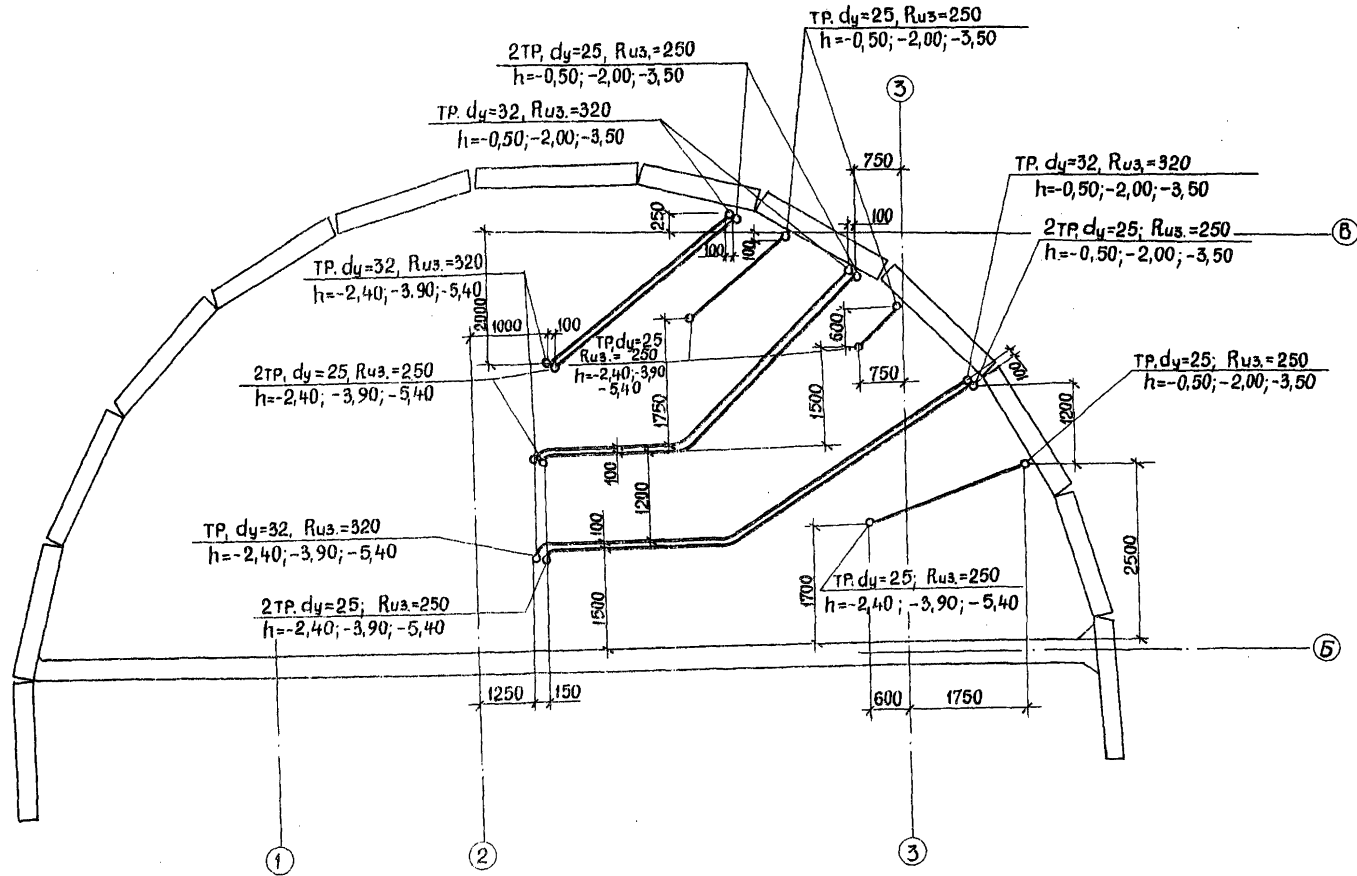 ТР. dу=25, Rиз=250
h=-0,50; -2,00; -3,50
2ТР, dу=25, Rиз,=250
h=-0,50; -2,00; -3,50
3
ТР. dу=32, Rиз.=320
h=-0,50; -2,00; -3,50
750
ТР. dу=32, Rиз,=320
h=-0,50; -2,00; -3,50
250
100
100
100
В
2ТР, dу=25; Rиз.=250
h=-0,50; -2,00; -3,50
ТР. dу=32, Rиз.=320
h=-2,40; -3,90; -5,40
2000
1000
100
600
ТР, dу=25
Rиз.= 250
h=-2,40; -3,90
-5,40
100
ТР. dу=25; Rиз.=250
h=-0,50; -2,00; -3,50
2ТР, dу=25, Rиз.=250
h=-2,40; -3,90; -5,40
750
1750
1500
1200
100
1200
ТР, dу=32, Rиз.=320
h=-2,40; -3,90; -5,40
100
2500
1700
ТР. dу=25; Rиз.=250
h=-2,40; -3,90; -5,40
2ТР. dу=25; Rиз.=250
h=-2,40; -3,90; -5,40
1500
Б
1250
150
600
1750
1
2
3